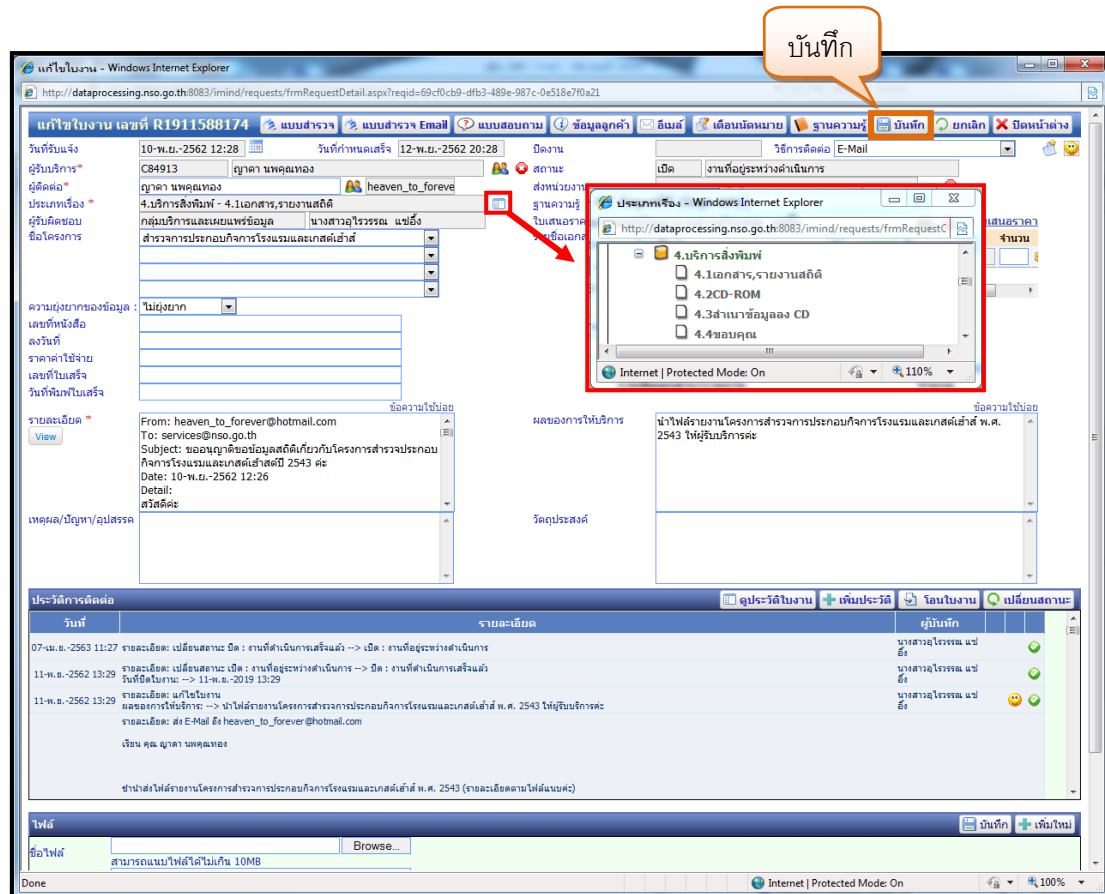 บันทึก
แก้ไขใบงาน - Windows Internet Explorer
http://dataprocessing.nso.go.th:8083/imind/requests/frmRequestDetail.aspx?reqid=69cf0cb9-dfb3-489e-987c-0e518e7f0a21
แก้ไขใบงาน เลขที่ R1911588174 แบบสำรวจ แบบสำรวจ Email แบบสอบถาม ข้อมูลลูกค้า อีเมล์ เตือนนัดหมาย ฐานความรู้ บันทึก ยกเลิก ปิดหน้าต่าง
วันที่รับแจ้ง 10-พ.ย.-2562 12:28 วันที่กำหนดเสร็จ 12-พ.ย.-2562 20:28 ปิดงาน วิธีการติดต่อ E-Mail
ผู้รับบริการ* C84913 ญาดา นพคุณทอง สถานะ เปิด งานที่อยู่ระหว่างดำเนินการ
ผู้ติดต่อ* ญาดา นพคุณทอง heaven_to_foreve ส่งหน่วยงาน
ประเภทเรื่อง * 4.บริการสิ่งพิมพ์ - 4.1เอกสาร,รายงานสถิติ ฐานความรู้
ผู้รับผิดชอบ กลุ่มบริการและเผยแพร่ข้อมูล นางสาวอุไรวรรณ แซ่อึ้ง ใบเสนอราคา เสนอราคา
ชื่อโครงการ สำรวจการประกอบกิจการโรงแรมและเกสต์เฮ้าส์ รายชื่อเอกส จำนวน
ประเภทเรื่อง - Windows Internet Explorer
http://dataprocessing.nso.go.th:8083/imind/requests/frmRequestC
4.บริการสิ่งพิมพ์
4.1เอกสาร,รายงานสถิติ
4.2CD-ROM
4.3สำเนาข้อมูลลง CD
4.4ขอบคุณ
Internet | Protected Mode: On 110%
ความยุ่งยากของข้อมูล : ไม่ยุ่งยาก
เลขที่หนังสือ
ลงวันที่
ราคาค่าใช้จ่าย
เลขที่ใบเสร็จ
วันที่พิมพ์ใบเสร็จ
ข้อความใช้บ่อย ข้อความใช้บ่อย
รายละเอียด * From: heaven_to_forever@hotmail.com ผลของการให้บริการ นำไฟล์รายงานโครงการสำรวจการประกอบกิจการโรงแรมและเกสต์เฮ้าส์ พ.ศ.
View To: services@nso.go.th 2543 ให้ผู้รับบริการค่ะ
Subject: ขออนุญาติขอข้อมูลสถิติเกี่ยวกับโครงการสำรวจประกอบ
กิจการโรงแรมและเกสต์เฮ้าสต์ปี 2543 ค่ะ
Date: 10-พ.ย.-2562 12:26
Detail:
สวัสดีค่ะ
เหตุผล/ปัญหา/อุปสรรค วัตถุประสงค์
ประวัติการติดต่อ ดูประวัติใบงาน เพิ่มประวัติ โอนใบงาน เปลี่ยนสถานะ
วันที่ รายละเอียด ผู้บันทึก
07-เม.ย.-2563 11:27 รายละเอียด: เปลี่ยนสถานะ ปิด : งานที่ดำเนินการเสร็จแล้ว --> เปิด : งานที่อยู่ระหว่างดำเนินการ นางสาวอุไรวรรณ แซ่อึ้ง
11-พ.ย.-2562 13:29 รายละเอียด: เปลี่ยนสถานะ เปิด : งานที่อยู่ระหว่างดำเนินการ --> ปิด : งานที่ดำเนินการเสร็จแล้ว นางสาวอุไรวรรณ แซ่อึ้ง
วันที่ปิดใบงาน: --> 11-พ.ย.-2019 13:29
11-พ.ย.-2562 13:29 รายละเอียด: แก้ไขใบงาน นางสาวอุไรวรรณ แซ่อึ้ง
ผลของการให้บริการ: --> นำไฟล์รายงานโครงการสำรวจการประกอบกิจการโรงแรมและเกสต์เฮ้าส์ พ.ศ. 2543 ให้ผู้รับบริการค่ะ
รายละเอียด: ส่ง E-Mail ถึง heaven_to_forever@hotmail.com
เรียน คุณ ญาดา นพคุณทอง
ขานำส่งไฟล์รายงานโครงการสำรวจการประกอบกิจการโรงแรมและเกสต์เฮ้าส์ พ.ศ. 2543 (รายละเอียดตามไฟล์แนบค่ะ)
ไฟล์ บันทึก เพิ่มใหม่
ชื่อไฟล์ Browse...
สามารถแนบไฟล์ได้ไม่เกิน 10MB
Done Internet | Protected Mode: On 100%